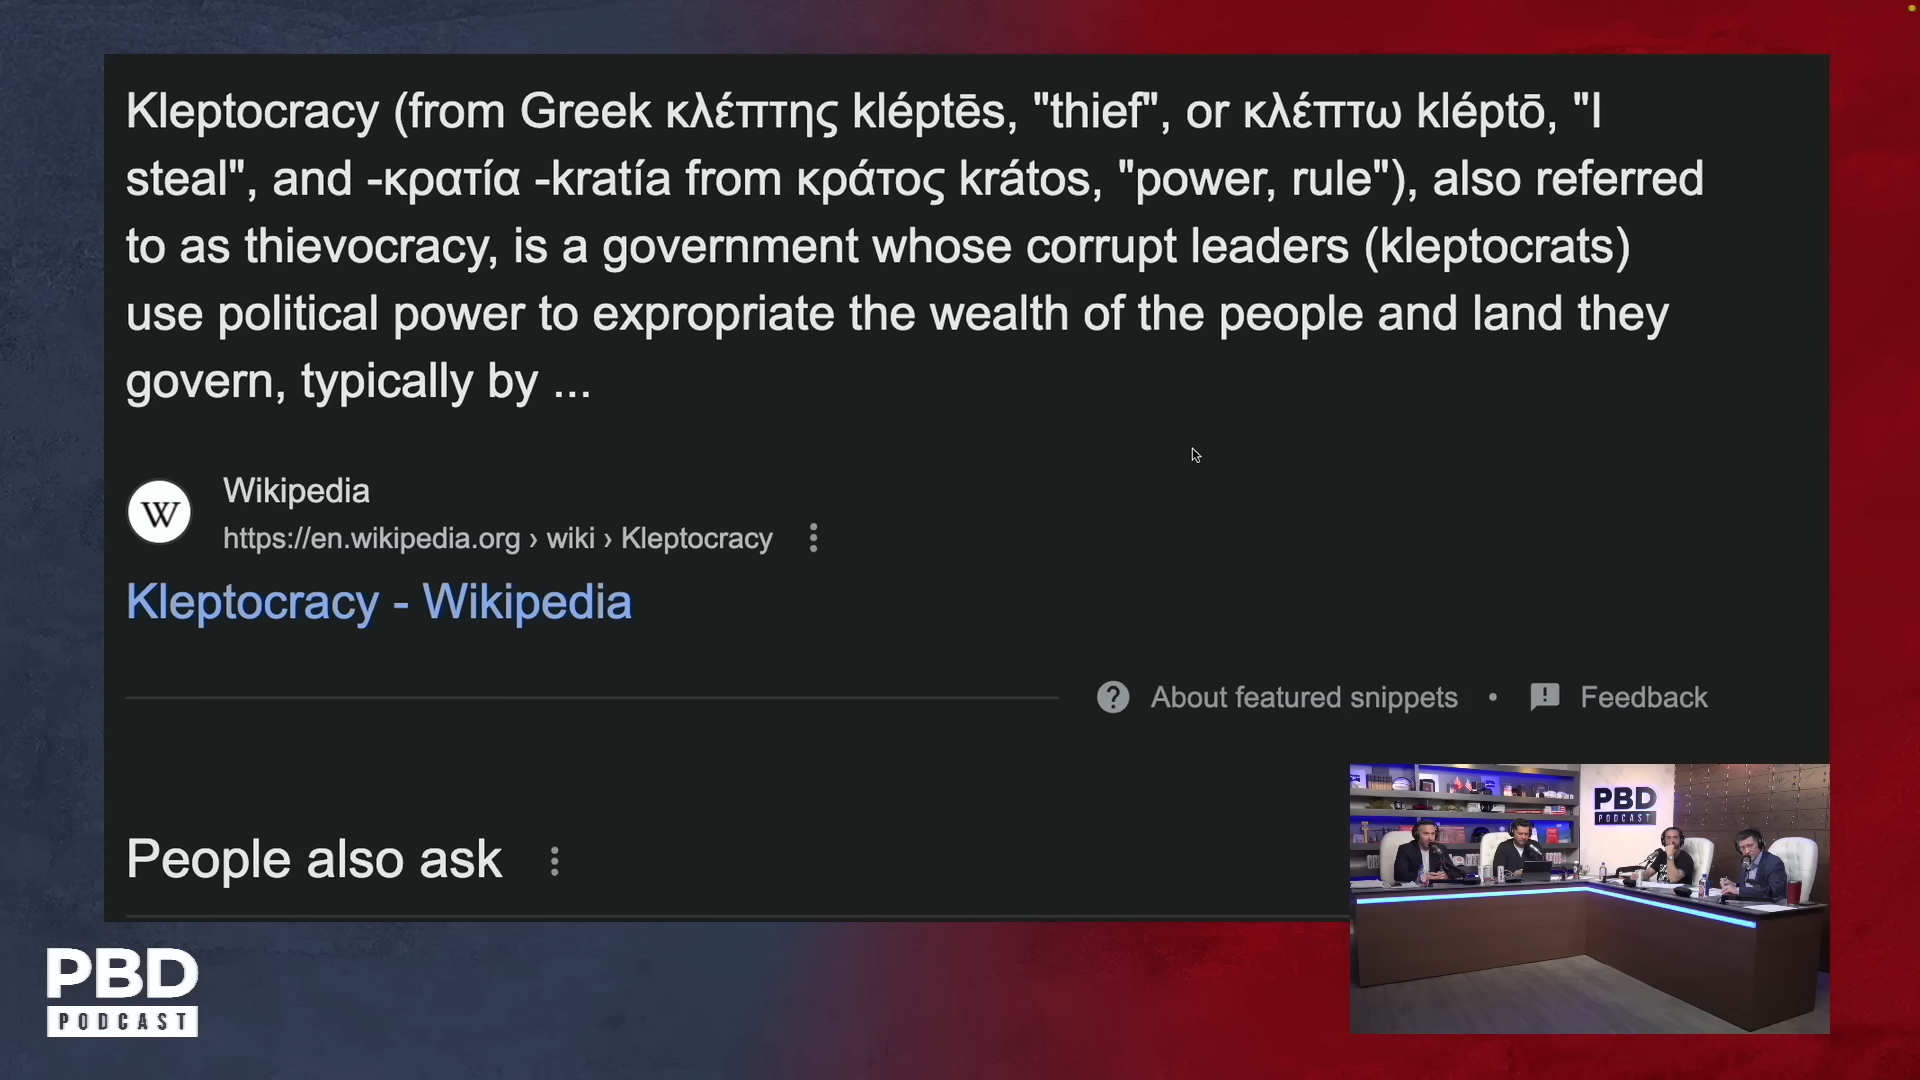 Kleptocracy (from Greek κλέπτης kléptēs, "thief", or κλέπτω kléptō, "I
steal", and -κρατία -kratía from κράτος krátos, "power, rule"), also referred
to as thievocracy, is a government whose corrupt leaders (kleptocrats)
use political power to expropriate the wealth of the people and land they
govern, typically by ...
W
Wikipedia
https://en.wikipedia.org › wiki › Kleptocracy
Kleptocracy - Wikipedia
About featured snippets • Feedback
People also ask
PBD
PODCAST
PBD
PODCAST